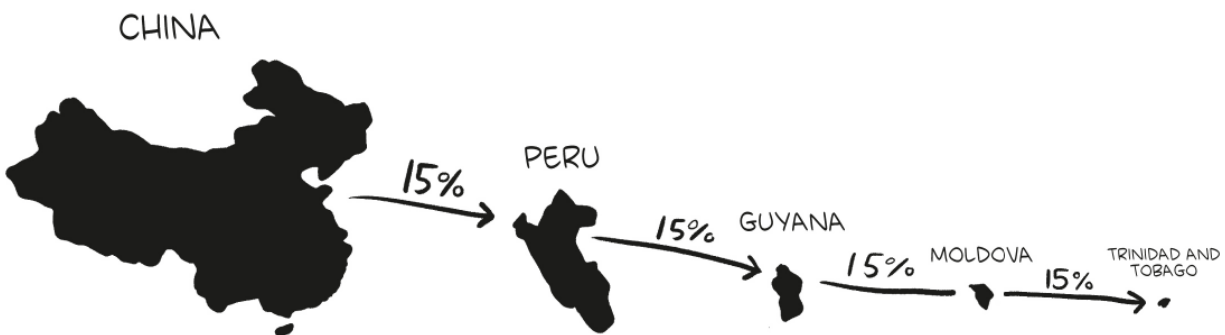 CHINA
15%
PERU
15%
GUYANA
15%
MOLDOVA
15%
TRINIDAD AND
TOBAGO